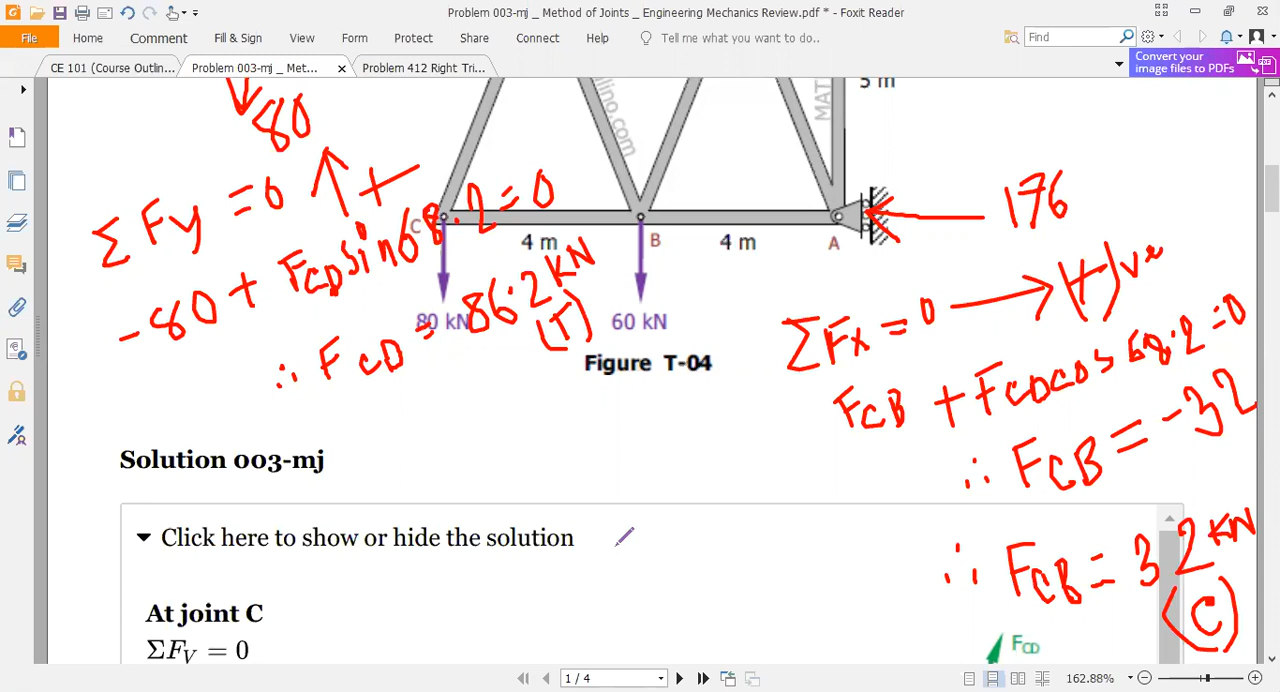 Problem 003-mj _ Method of Joints _ Engineering Mechanics Review.pdf * - Foxit Reader
File Home Comment Fill & Sign View Form Protect Share Connect Help Tell me what you want to do.. Find
CE 101 (Course Outlin... Problem 003-mj _ Met... Problem 412 Right Tri... Convert your
image files to PDFs
5 m
80
lino.com
MAT
ΣFy = 0 ↑ +
-80 + FCD sin 68.2 = 0
∴ FCD = 86.2 KN
(T)
C 4 m B 4 m A
176
80 kN 60 kN
ΣFx = 0 → (+) ve
FCB + FCD cos 68.2 = 0
∴ FCB = -32
∴ FCB = 32 KN
(C)
Figure T-04
Solution 003-mj
Click here to show or hide the solution
At joint C
ΣFV = 0
FCD
1 / 4
162.88%